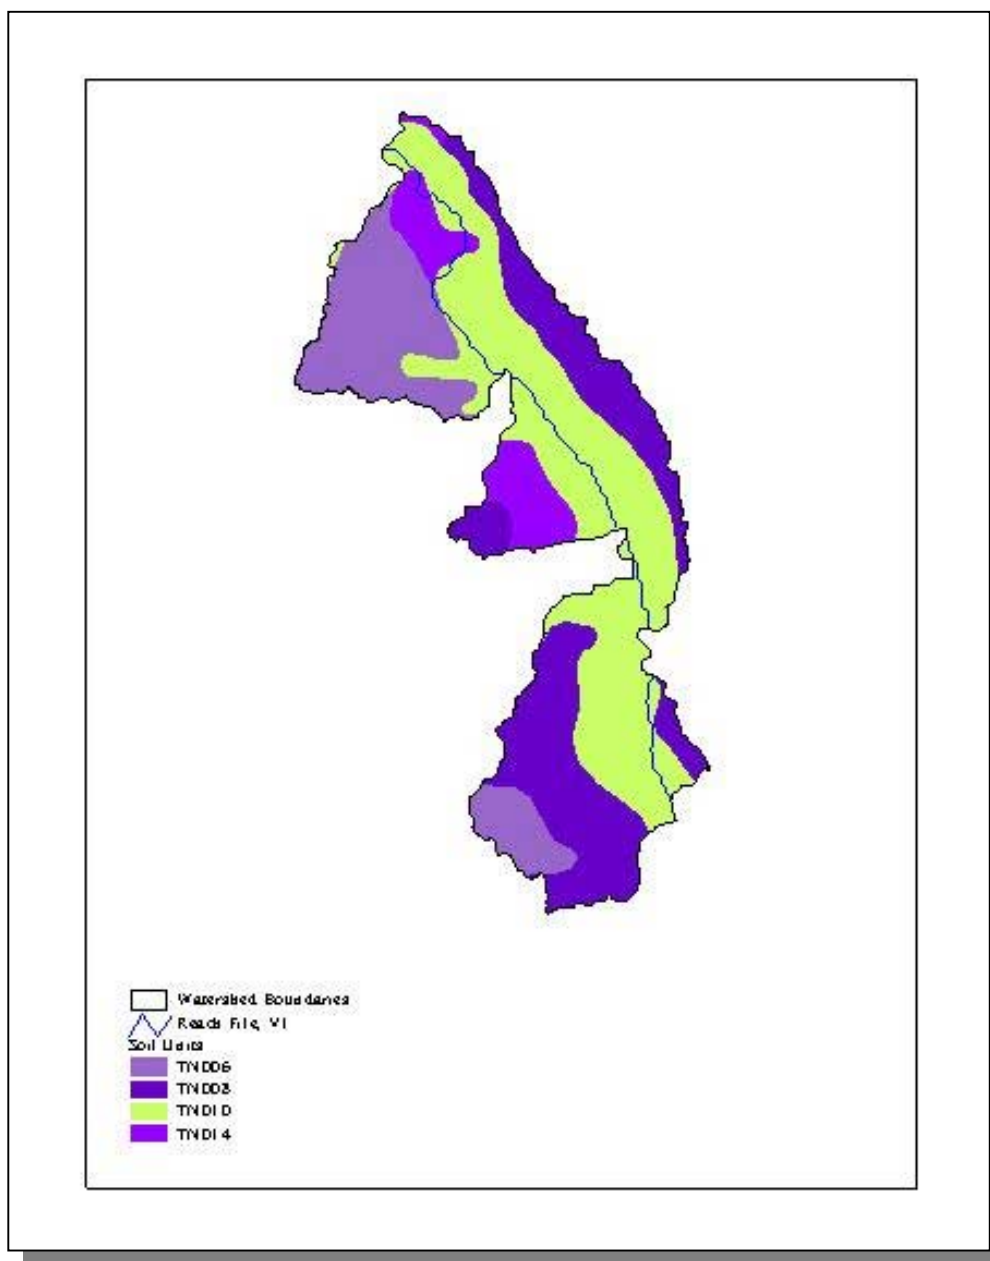 Watershed Boundaries
Reach File, V1
Soil Units
TN006
TN008
TN010
TN014